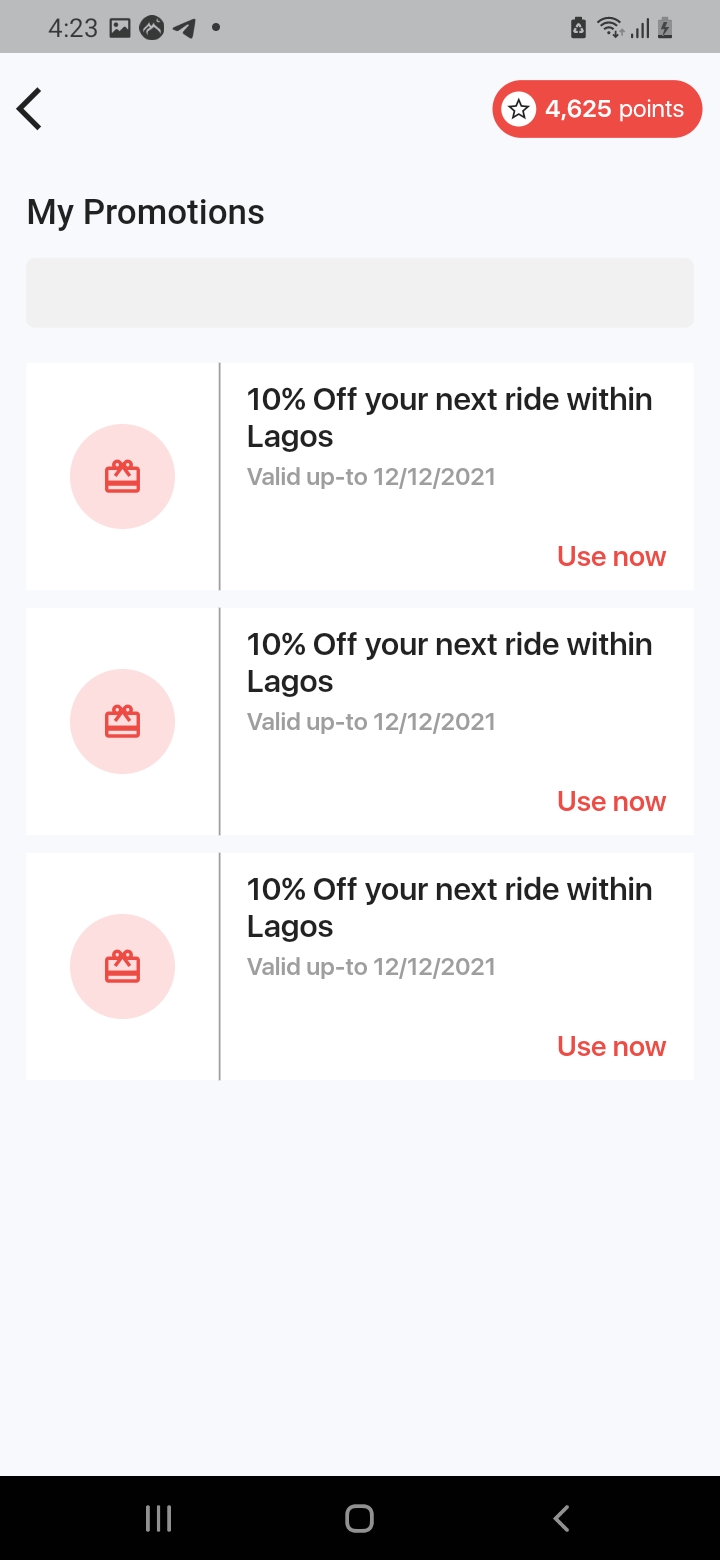 4:23
4,625 points
My Promotions
10% Off your next ride within
Lagos
Valid up-to 12/12/2021
Use now
10% Off your next ride within
Lagos
Valid up-to 12/12/2021
Use now
10% Off your next ride within
Lagos
Valid up-to 12/12/2021
Use now